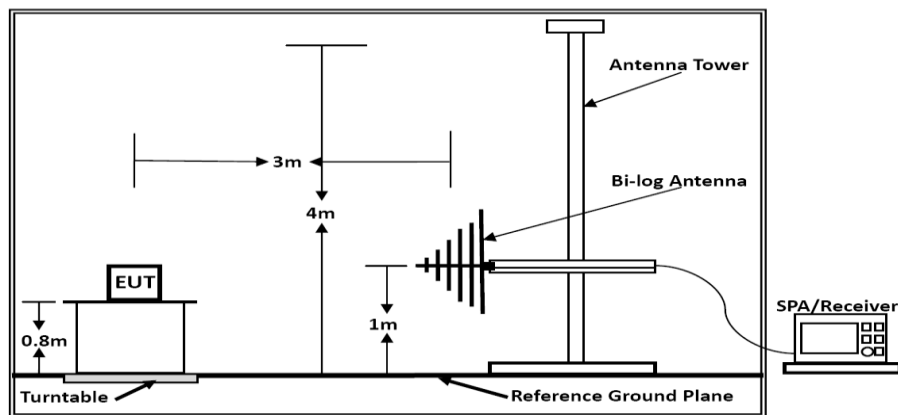 Antenna Tower
3m
Bi-log Antenna
4m
EUT
SPA/Receiver
0.8m
1m
Turntable
Reference Ground Plane